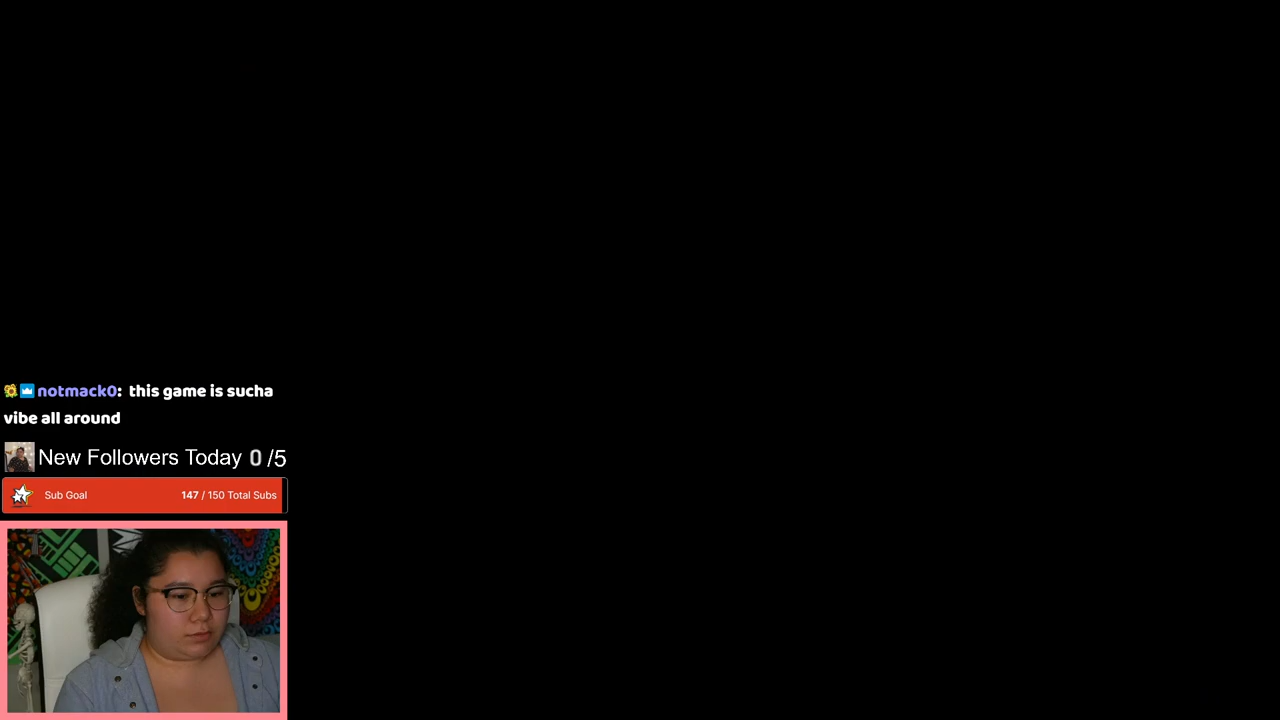 notmack0: this game is sucha
vibe all around
New Followers Today 0 /5
Sub Goal 147 / 150 Total Subs